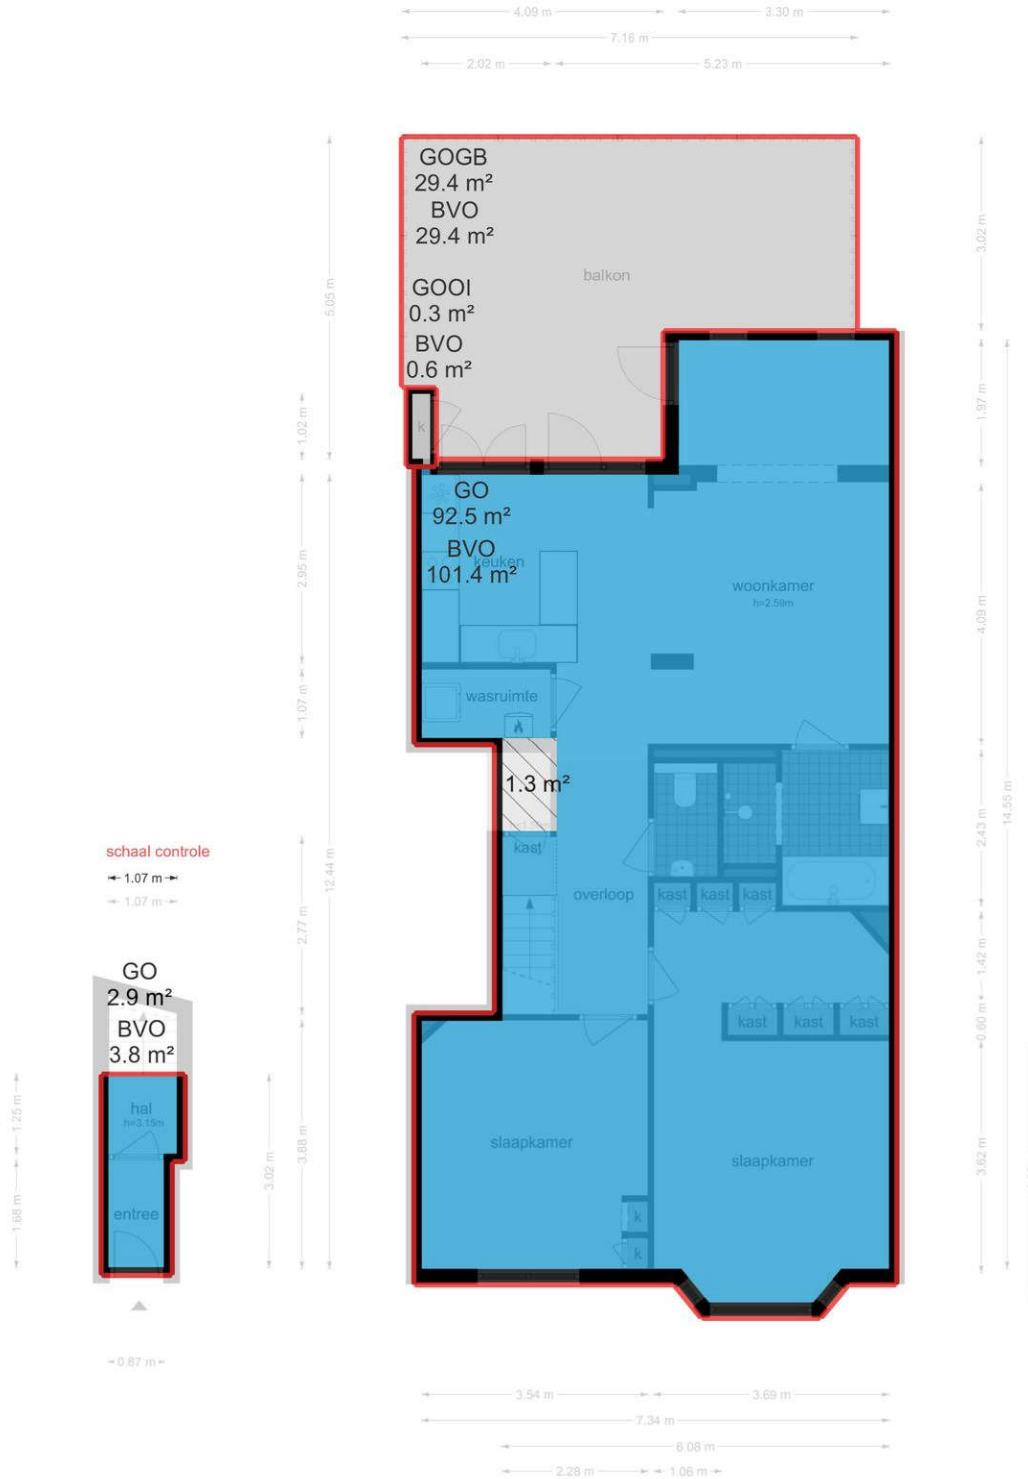 4.09 m
3.30 m
7.16 m
2.02 m
5.23 m
GOGB
29.4 m²
BVO
29.4 m²
balkon
3.02 m
5.05 m
GOOI
0.3 m²
BVO
0.6 m²
k
1.02 m
1.97 m
GO
92.5 m²
BVO
keuken
101.4 m²
woonkamer
h=2.59m
2.95 m
4.09 m
wasruimte
1.07 m
1.3 m²
14.55 m
2.43 m
kast
schaal controle
1.07 m
1.07 m
12.44 m
overloop
kast
kast
kast
2.77 m
1.42 m
GO
2.9 m²
BVO
3.8 m²
kast
kast
kast
0.60 m
hal
h=3.15m
1.25 m
slaapkamer
slaapkamer
3.88 m
3.62 m
3.02 m
1.68 m
entree
k
k
0.87 m
3.54 m
3.69 m
7.34 m
6.08 m
2.28 m
1.06 m